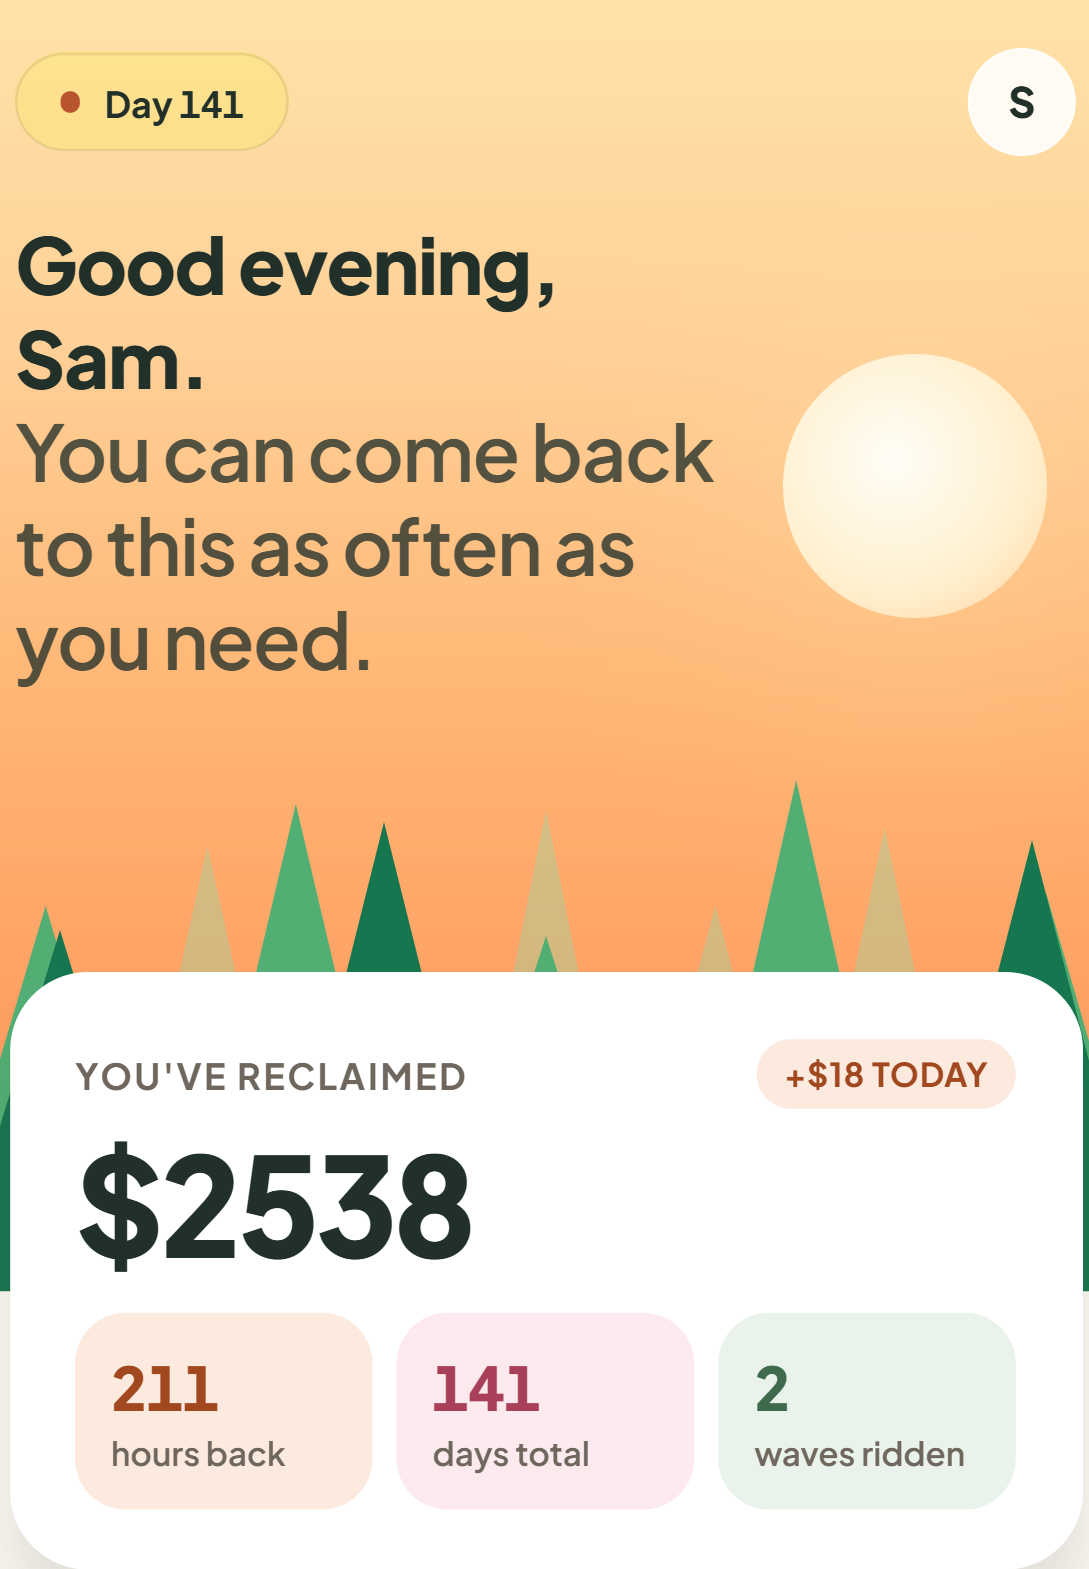 Day 141
S
Good evening,
Sam.
You can come back
to this as often as
you need.
YOU'VE RECLAIMED
+$18 TODAY
$2538
211
hours back
141
days total
2
waves ridden